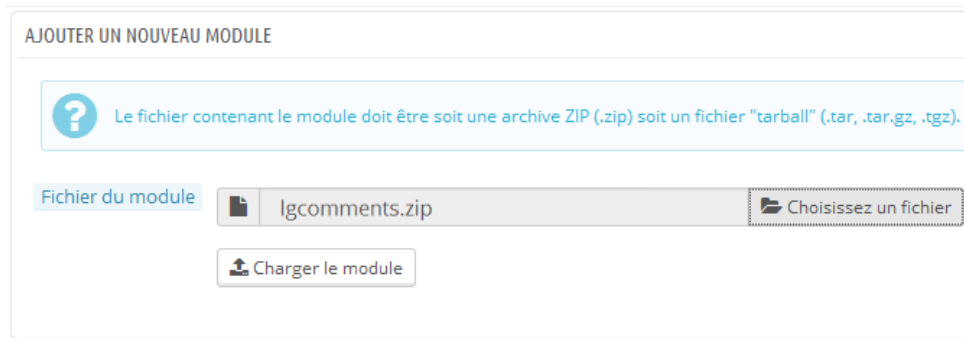 AJOUTER UN NOUVEAU MODULE
Le fichier contenant le module doit être soit une archive ZIP (.zip) soit un fichier "tarball" (.tar, .tar.gz, .tgz).
Fichier du module
lgcomments.zip
Choisissez un fichier
Charger le module